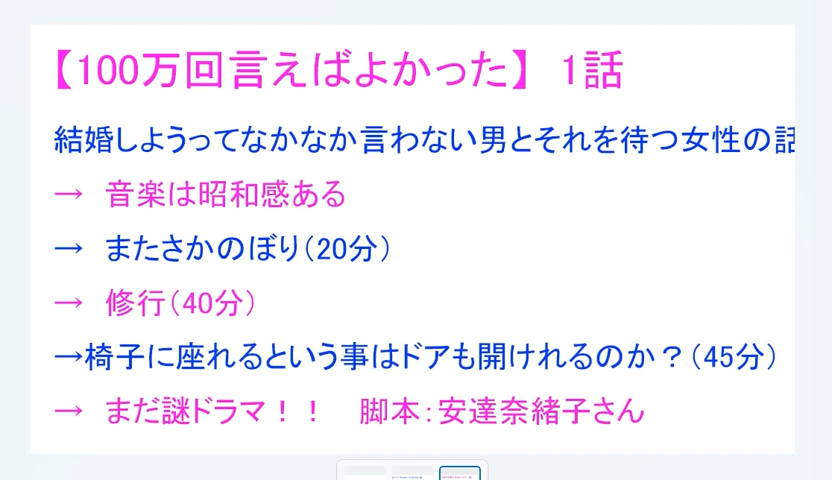 【100万回言えばよかった】 1話
結婚しようってなかなか言わない男とそれを待つ女性の話
→ 音楽は昭和感ある
→ またさかのぼり(20分)
→ 修行(40分)
→椅子に座れるという事はドアも開けれるのか？(45分)
→ まだ謎ドラマ！！ 脚本：安達奈緒子さん